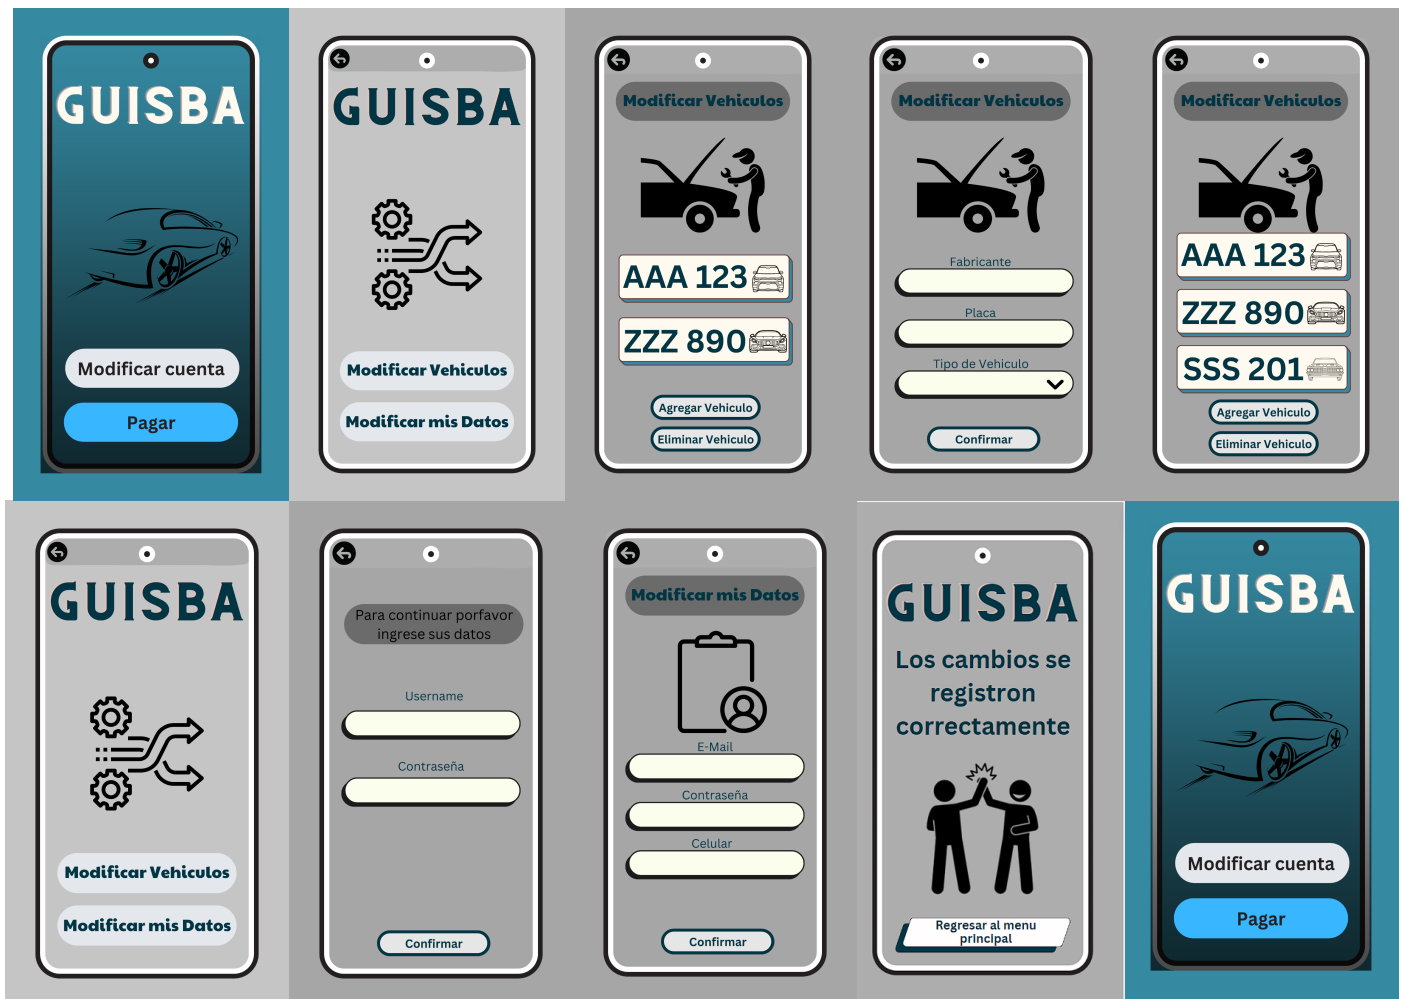 GUISBA
Modificar cuenta
Pagar
GUISBA
Modificar Vehiculos
Modificar mis Datos
Modificar Vehiculos
AAA 123
ZZZ 890
Agregar Vehiculo
Eliminar Vehiculo
Modificar Vehiculos
Fabricante
Placa
Tipo de Vehiculo
Confirmar
Modificar Vehiculos
AAA 123
ZZZ 890
SSS 201
Agregar Vehiculo
Eliminar Vehiculo
GUISBA
Modificar Vehiculos
Modificar mis Datos
Para continuar porfavor
ingrese sus datos
Username
Contraseña
Confirmar
Modificar mis Datos
E-Mail
Contraseña
Celular
Confirmar
GUISBA
Los cambios se
registron
correctamente
Regresar al menu
principal
GUISBA
Modificar cuenta
Pagar